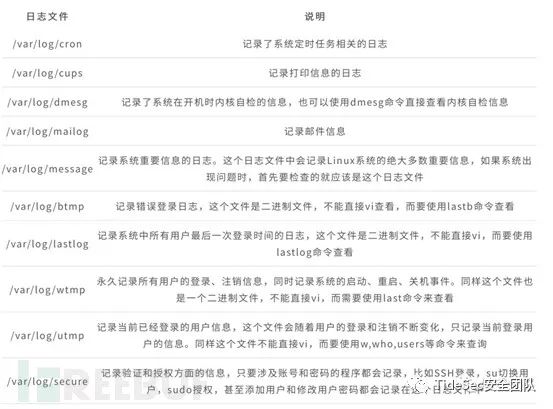 日志文件 说明
/var/log/cron 记录了系统定时任务相关的日志
/var/log/cups 记录打印信息的日志
/var/log/dmesg 记录了系统在开机时内核自检的信息，也可以使用dmesg命令直接查看内核自检信息
/var/log/mailog 记录邮件信息
/var/log/message 记录系统重要信息的日志。这个日志文件中会记录Linux系统的绝大多数重要信息，如果系统出
现问题时，首先要检查的就应该是这个日志文件
/var/log/btmp 记录错误登录日志，这个文件是二进制文件，不能直接vi查看，而要使用lastb命令查看
/var/log/lastlog 记录系统中所有用户最后一次登录时间的日志，这个文件是二进制文件，不能直接vi，而要使用
lastlog命令查看
/var/log/wtmp 永久记录所有用户的登录、注销信息，同时记录系统的启动、重启、关机事件。同样这个文件也
是一个二进制文件，不能直接vi，而需要使用last命令来查看
/var/log/utmp 记录当前已经登录的用户信息，这个文件会随着用户的登录和注销不断变化，只记录当前登录用
户的信息。同样这个文件不能直接vi，而要使用w,who,users等命令来查询
/var/log/secure 记录验证和授权方面的信息，只要涉及账号和密码的程序都会记录，比如SSH登录，su切换用
户，sudo授权，甚至添加用户和修改用户密码都会记录在这个日志文件中
REEBUF
TideSec安全团队